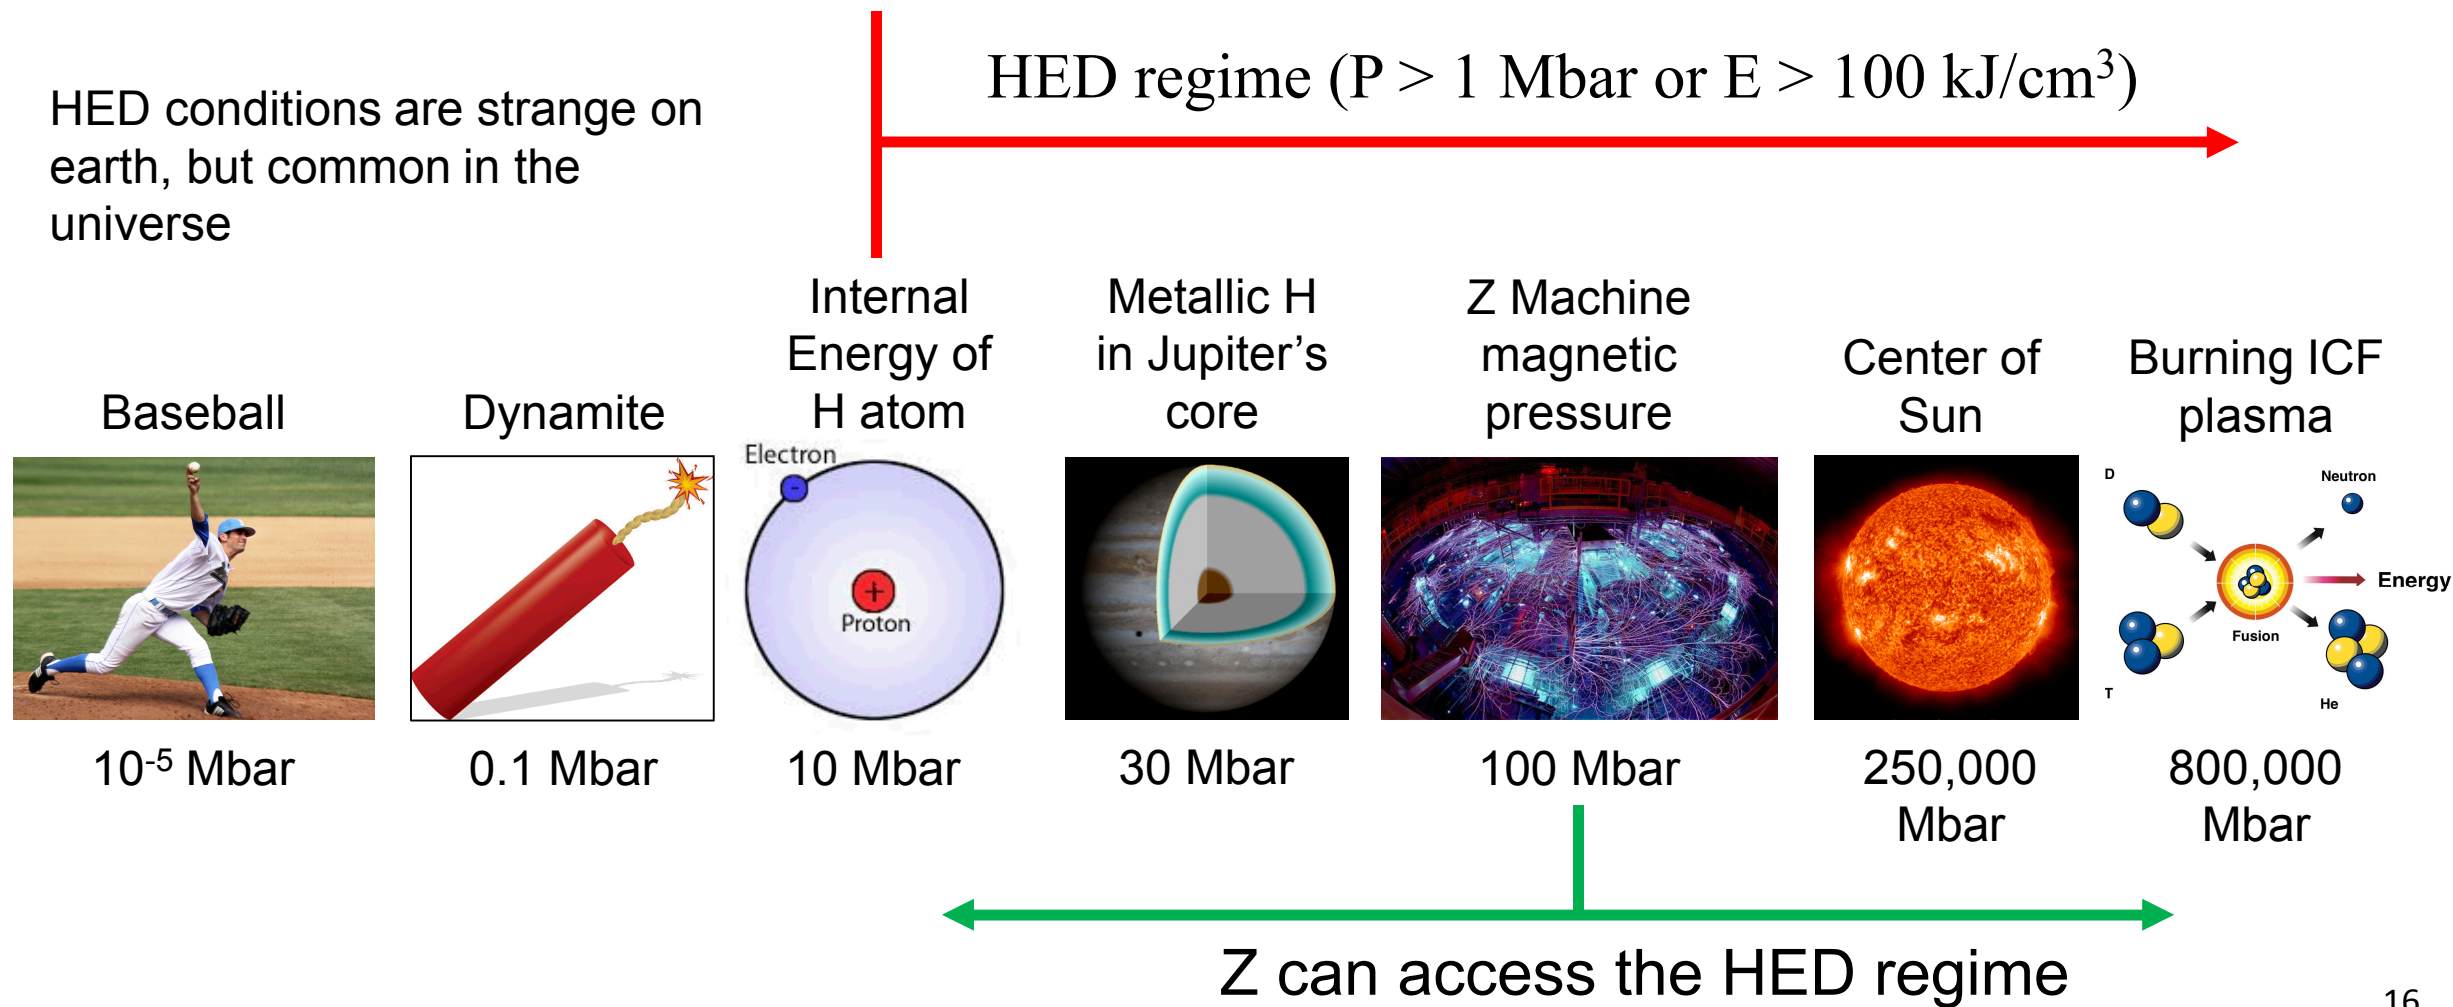 HED regime (P > 1 Mbar or E > 100 kJ/cm³)
HED conditions are strange on
earth, but common in the
universe
Baseball
10⁻⁵ Mbar
Dynamite
0.1 Mbar
Internal
Energy of
H atom
Electron
-
+
Proton
10 Mbar
Metallic H
in Jupiter’s
core
30 Mbar
Z Machine
magnetic
pressure
100 Mbar
Center of
Sun
250,000
Mbar
Burning ICF
plasma
D
Neutron
Energy
Fusion
T
He
800,000
Mbar
Z can access the HED regime
16